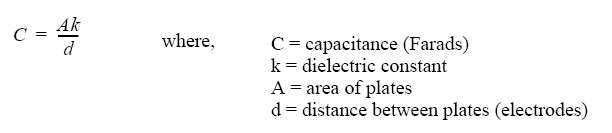 C = Ak/d where, C = capacitance (Farads)
k = dielectric constant
A = area of plates
d = distance between plates (electrodes)